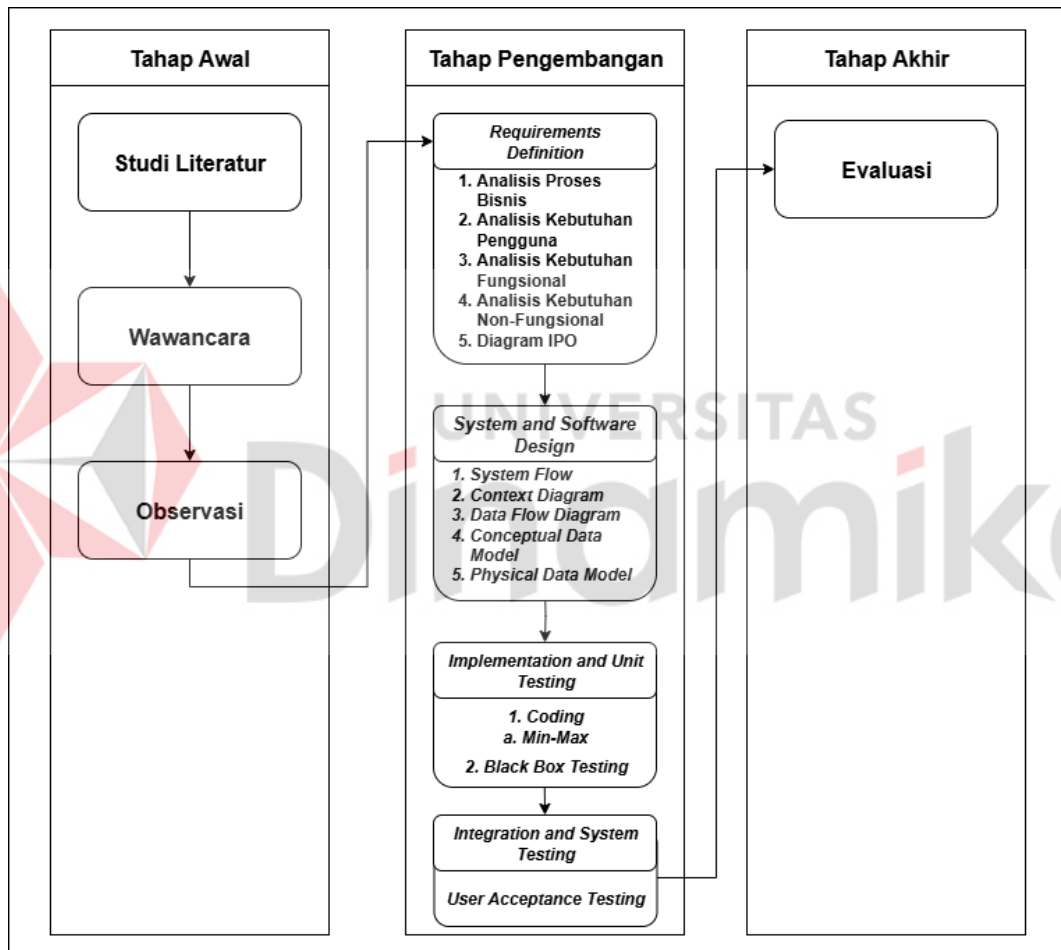 Tahap Awal
Studi Literatur
Wawancara
Observasi
Tahap Pengembangan
Requirements
Definition
1. Analisis Proses
Bisnis
2. Analisis Kebutuhan
Pengguna
3. Analisis Kebutuhan
Fungsional
4. Analisis Kebutuhan
Non-Fungsional
5. Diagram IPO
System and Software
Design
1. System Flow
2. Context Diagram
3. Data Flow Diagram
4. Conceptual Data
Model
5. Physical Data Model
Implementation and Unit
Testing
1. Coding
a. Min-Max
2. Black Box Testing
Integration and System
Testing
User Acceptance Testing
Tahap Akhir
Evaluasi
UNIVERSITAS
Dinamika